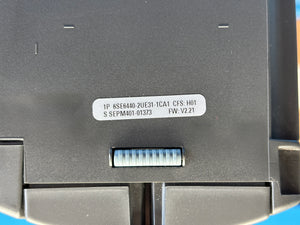 1P 6SE6440-2UE31-1CA1 CFS: H01
S SEPM401-01373 FW: V2.21